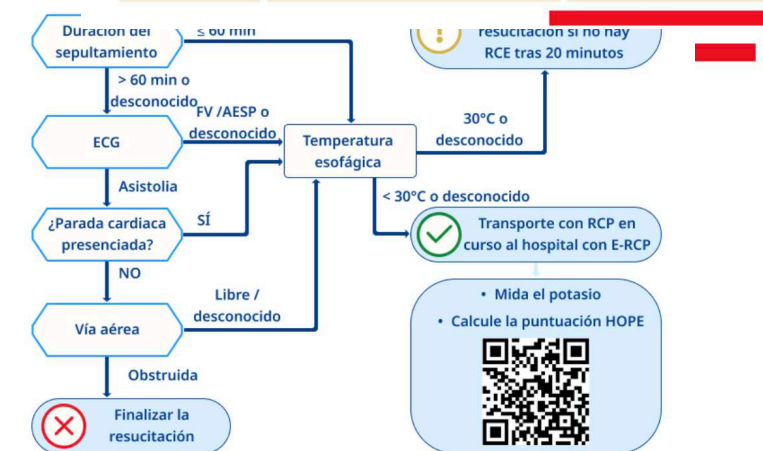 Duración del
sepultamiento
≤ 60 min
> 60 min o
desconocido
ECG
FV /AESP o
desconocido
Asistolia
¿Parada cardiaca
presenciada?
SÍ
NO
Vía aérea
Libre /
desconocido
Obstruida
Finalizar la
resucitación
Temperatura
esofágica
30°C o
desconocido
resucitación si no hay
RCE tras 20 minutos
< 30°C o desconocido
Transporte con RCP en
curso al hospital con E-RCP
• Mida el potasio
• Calcule la puntuación HOPE